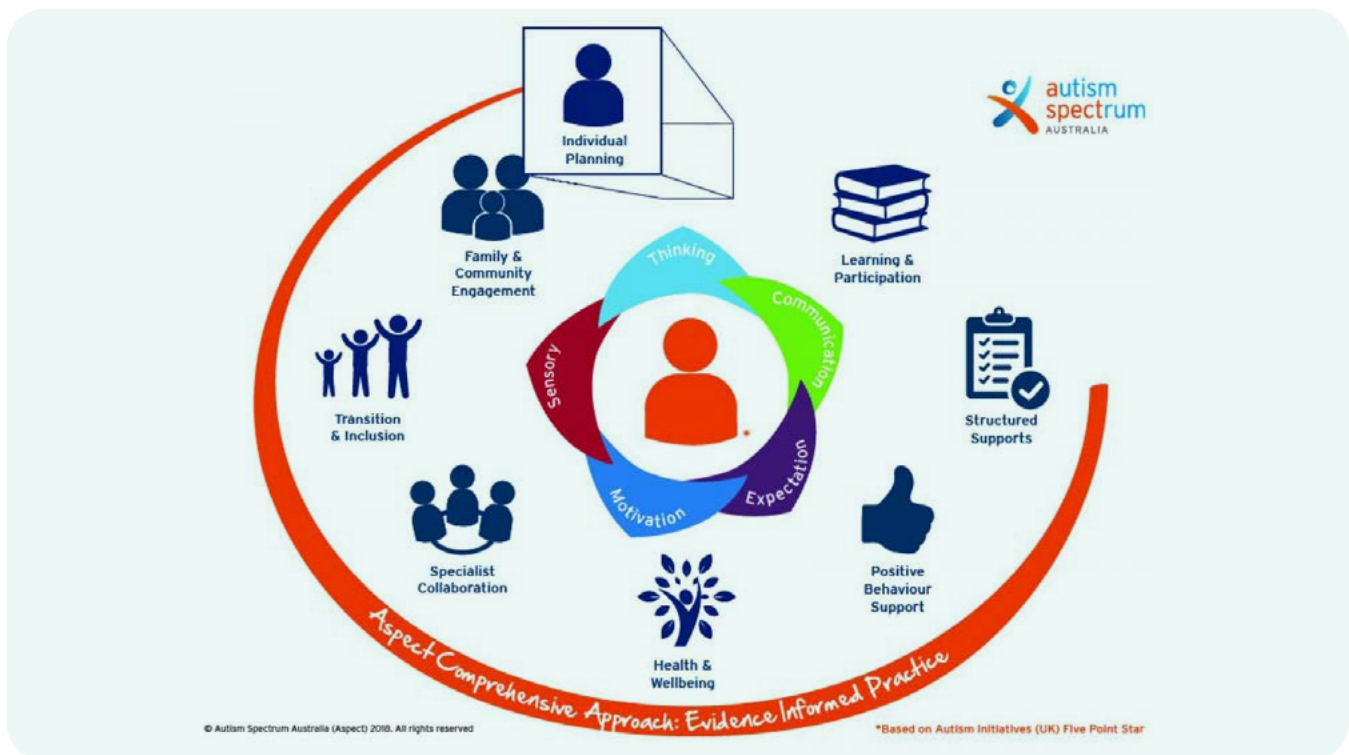 Individual
Planning
autism
spectrum
AUSTRALIA
Family &
Community
Engagement
Learning &
Participation
Thinking
Communication
Sensory
Expectation
Motivation
Transition
& Inclusion
Structured
Supports
Specialist
Collaboration
Positive
Behaviour
Support
Health &
Wellbeing
Aspect Comprehensive Approach: Evidence Informed Practice
© Autism Spectrum Australia (Aspect) 2018. All rights reserved
*Based on Autism Initiatives (UK) Five Point Star
*